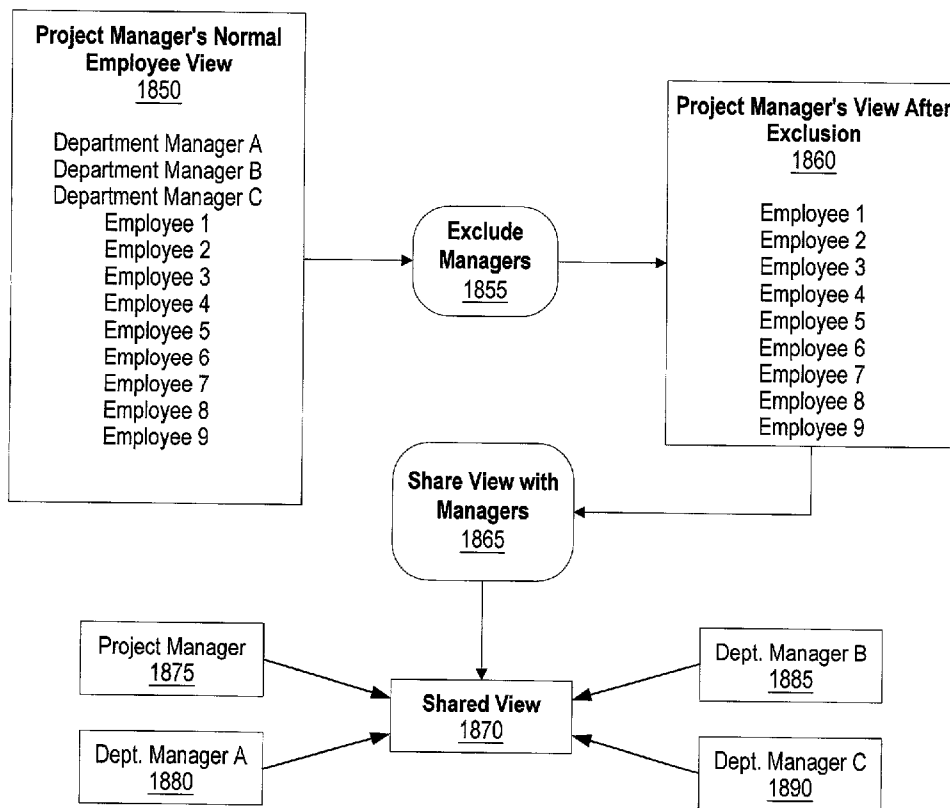 Project Manager's Normal
Employee View
1850
Department Manager A
Department Manager B
Department Manager C
Employee 1
Employee 2
Employee 3
Employee 4
Employee 5
Employee 6
Employee 7
Employee 8
Employee 9
Exclude
Managers
1855
Project Manager's View After
Exclusion
1860
Employee 1
Employee 2
Employee 3
Employee 4
Employee 5
Employee 6
Employee 7
Employee 8
Employee 9
Share View with
Managers
1865
Project Manager
1875
Dept. Manager A
1880
Shared View
1870
Dept. Manager B
1885
Dept. Manager C
1890